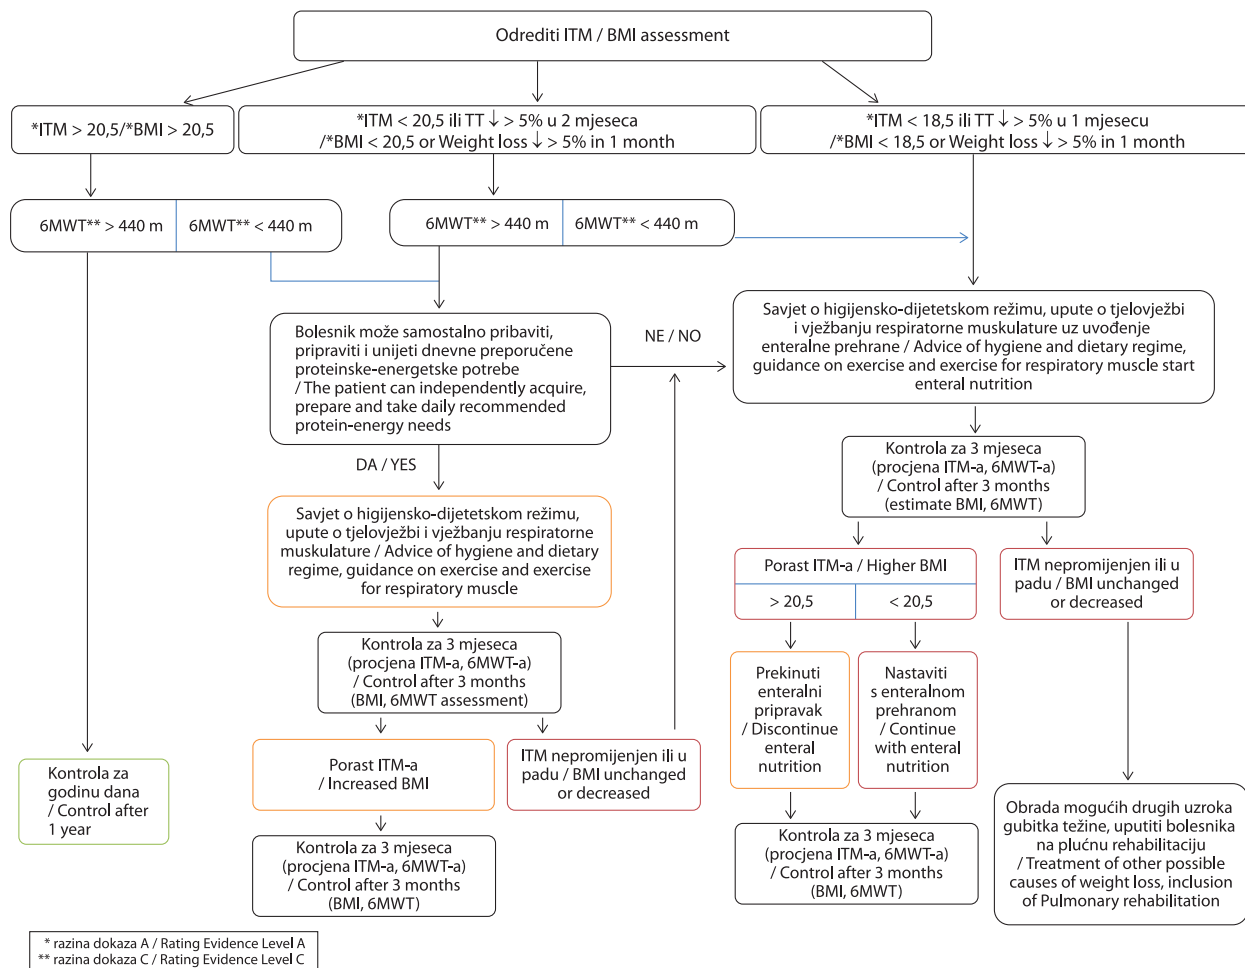 Odrediti ITM / BMI assessment
*ITM > 20,5/*BMI > 20,5
*ITM < 20,5 ili TT ↓ > 5% u 2 mjeseca
/*BMI < 20,5 or Weight loss ↓ > 5% in 1 month
*ITM < 18,5 ili TT ↓ > 5% u 1 mjesecu
/*BMI < 18,5 or Weight loss ↓ > 5% in 1 month
6MWT** > 440 m
6MWT** < 440 m
6MWT** > 440 m
6MWT** < 440 m
Bolesnik može samostalno pribaviti,
pripraviti i unijeti dnevne preporučene
proteinske-energetske potrebe
/ The patient can independently acquire,
prepare and take daily recommended
protein-energy needs
NE / NO
DA / YES
Savjet o higijensko-dijetetskom režimu, upute o tjelovježbi
i vježbanju respiratorne muskulature uz uvođenje
enteralne prehrane / Advice of hygiene and dietary regime,
guidance on exercise and exercise for respiratory muscle start
enteral nutrition
Savjet o higijensko-dijetetskom režimu,
upute o tjelovježbi i vježbanju respiratorne
muskulature / Advice of hygiene and dietary
regime, guidance on exercise and exercise
for respiratory muscle
Kontrola za 3 mjeseca
(procjena ITM-a, 6MWT-a)
/ Control after 3 months
(estimate BMI, 6MWT)
Porast ITM-a / Higher BMI
> 20,5
< 20,5
ITM nepromijenjen ili u
padu / BMI unchanged
or decreased
Kontrola za 3 mjeseca
(procjena ITM-a, 6MWT-a)
/ Control after 3 months
(BMI, 6MWT assessment)
Prekinuti
enteralni
pripravak
/ Discontinue
enteral
nutrition
Nastaviti
s enteralnom
prehranom
/ Continue
with enteral
nutrition
Porast ITM-a
/ Increased BMI
ITM nepromijenjen ili u
padu / BMI unchanged
or decreased
Kontrola za
godinu dana
/ Control after
1 year
Kontrola za 3 mjeseca
(procjena ITM-a, 6MWT-a)
/ Control after 3 months
(BMI, 6MWT)
Kontrola za 3 mjeseca
(procjena ITM-a, 6MWT-a)
/ Control after 3 months
(BMI, 6MWT)
Obrada mogućih drugih uzroka
gubitka težine, uputiti bolesnika
na plućnu rehabilitaciju
/ Treatment of other possible
causes of weight loss, inclusion
of Pulmonary rehabilitation
* razina dokaza A / Rating Evidence Level A
** razina dokaza C / Rating Evidence Level C